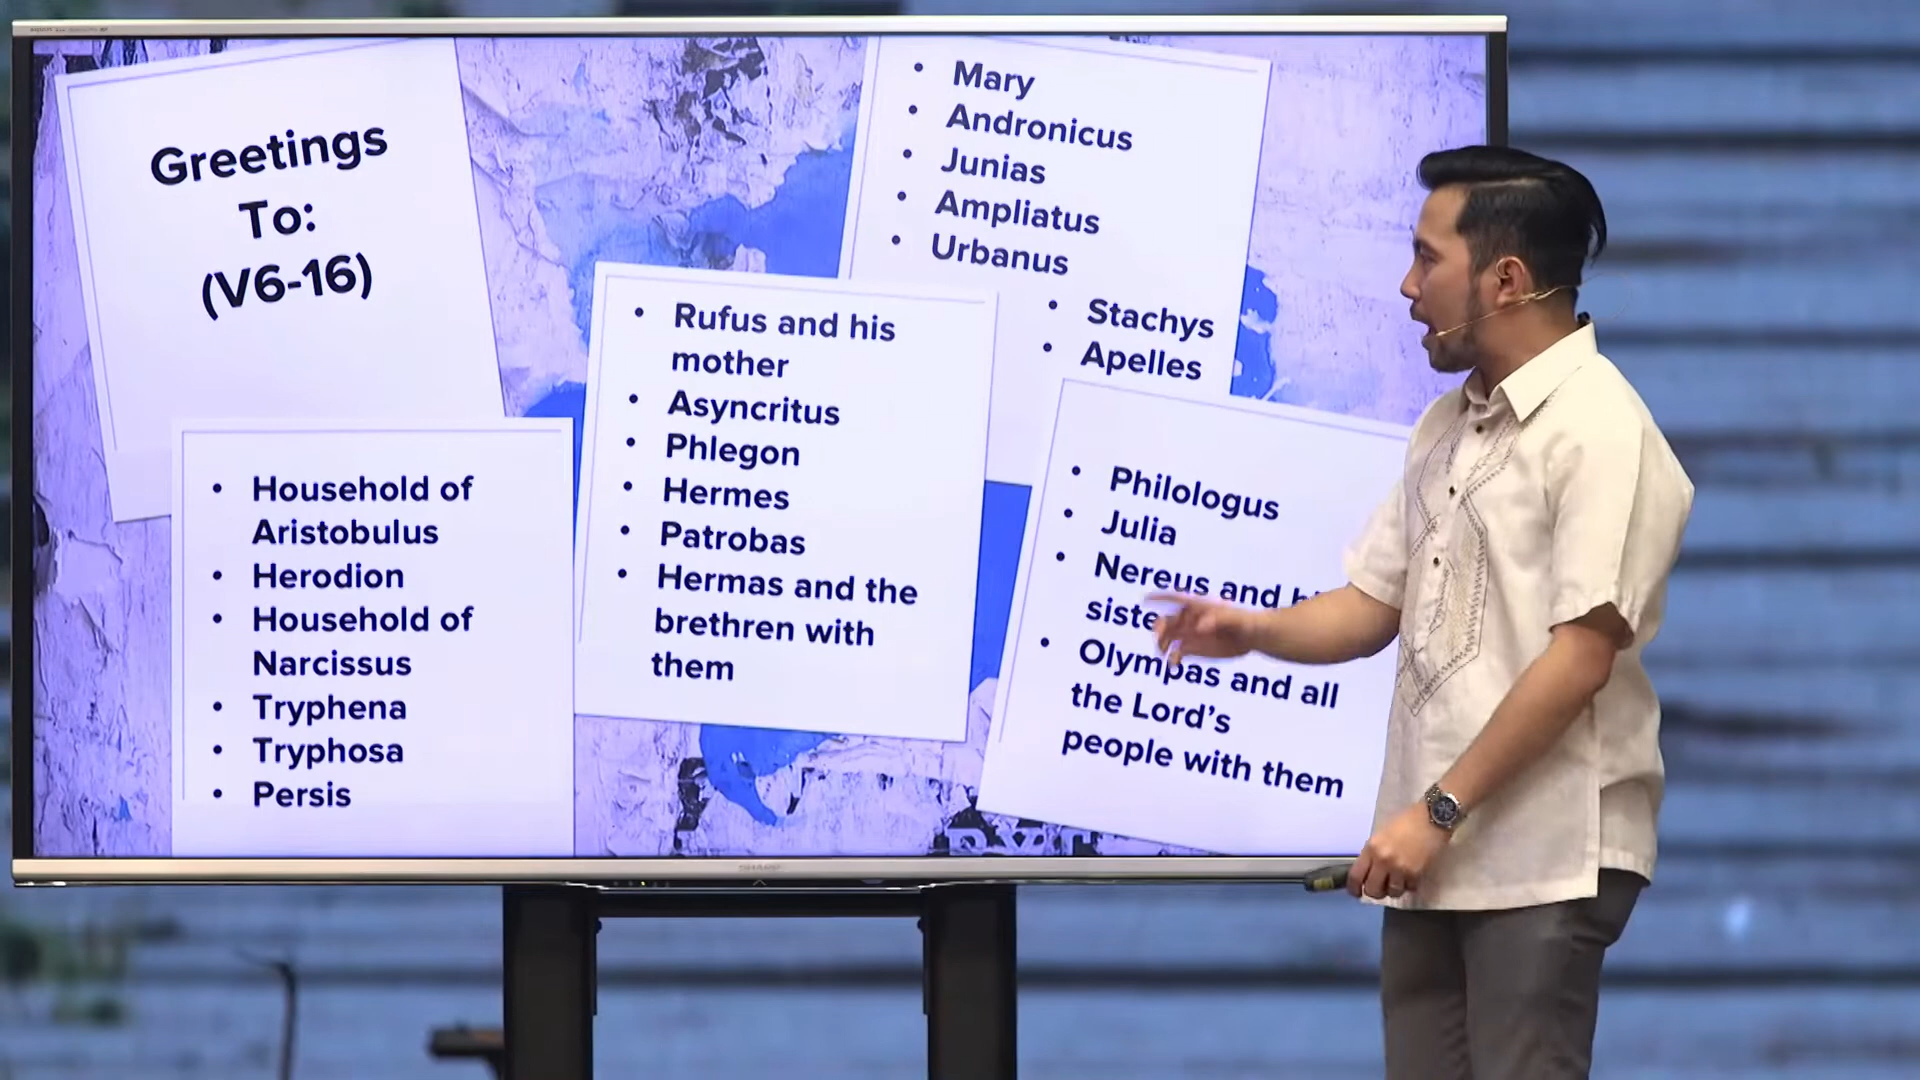 Greetings
To:
(V6-16)
• Mary
• Andronicus
• Junias
• Ampliatus
• Urbanus
• Stachys
• Apelles
• Household of
Aristobulus
• Herodion
• Household of
Narcissus
• Tryphena
• Tryphosa
• Persis
• Rufus and his
mother
• Asyncritus
• Phlegon
• Hermes
• Patrobas
• Hermas and the
brethren with
them
• Philologus
• Julia
• Nereus and
• Olympas and all
the Lord's
people with them
SHARP